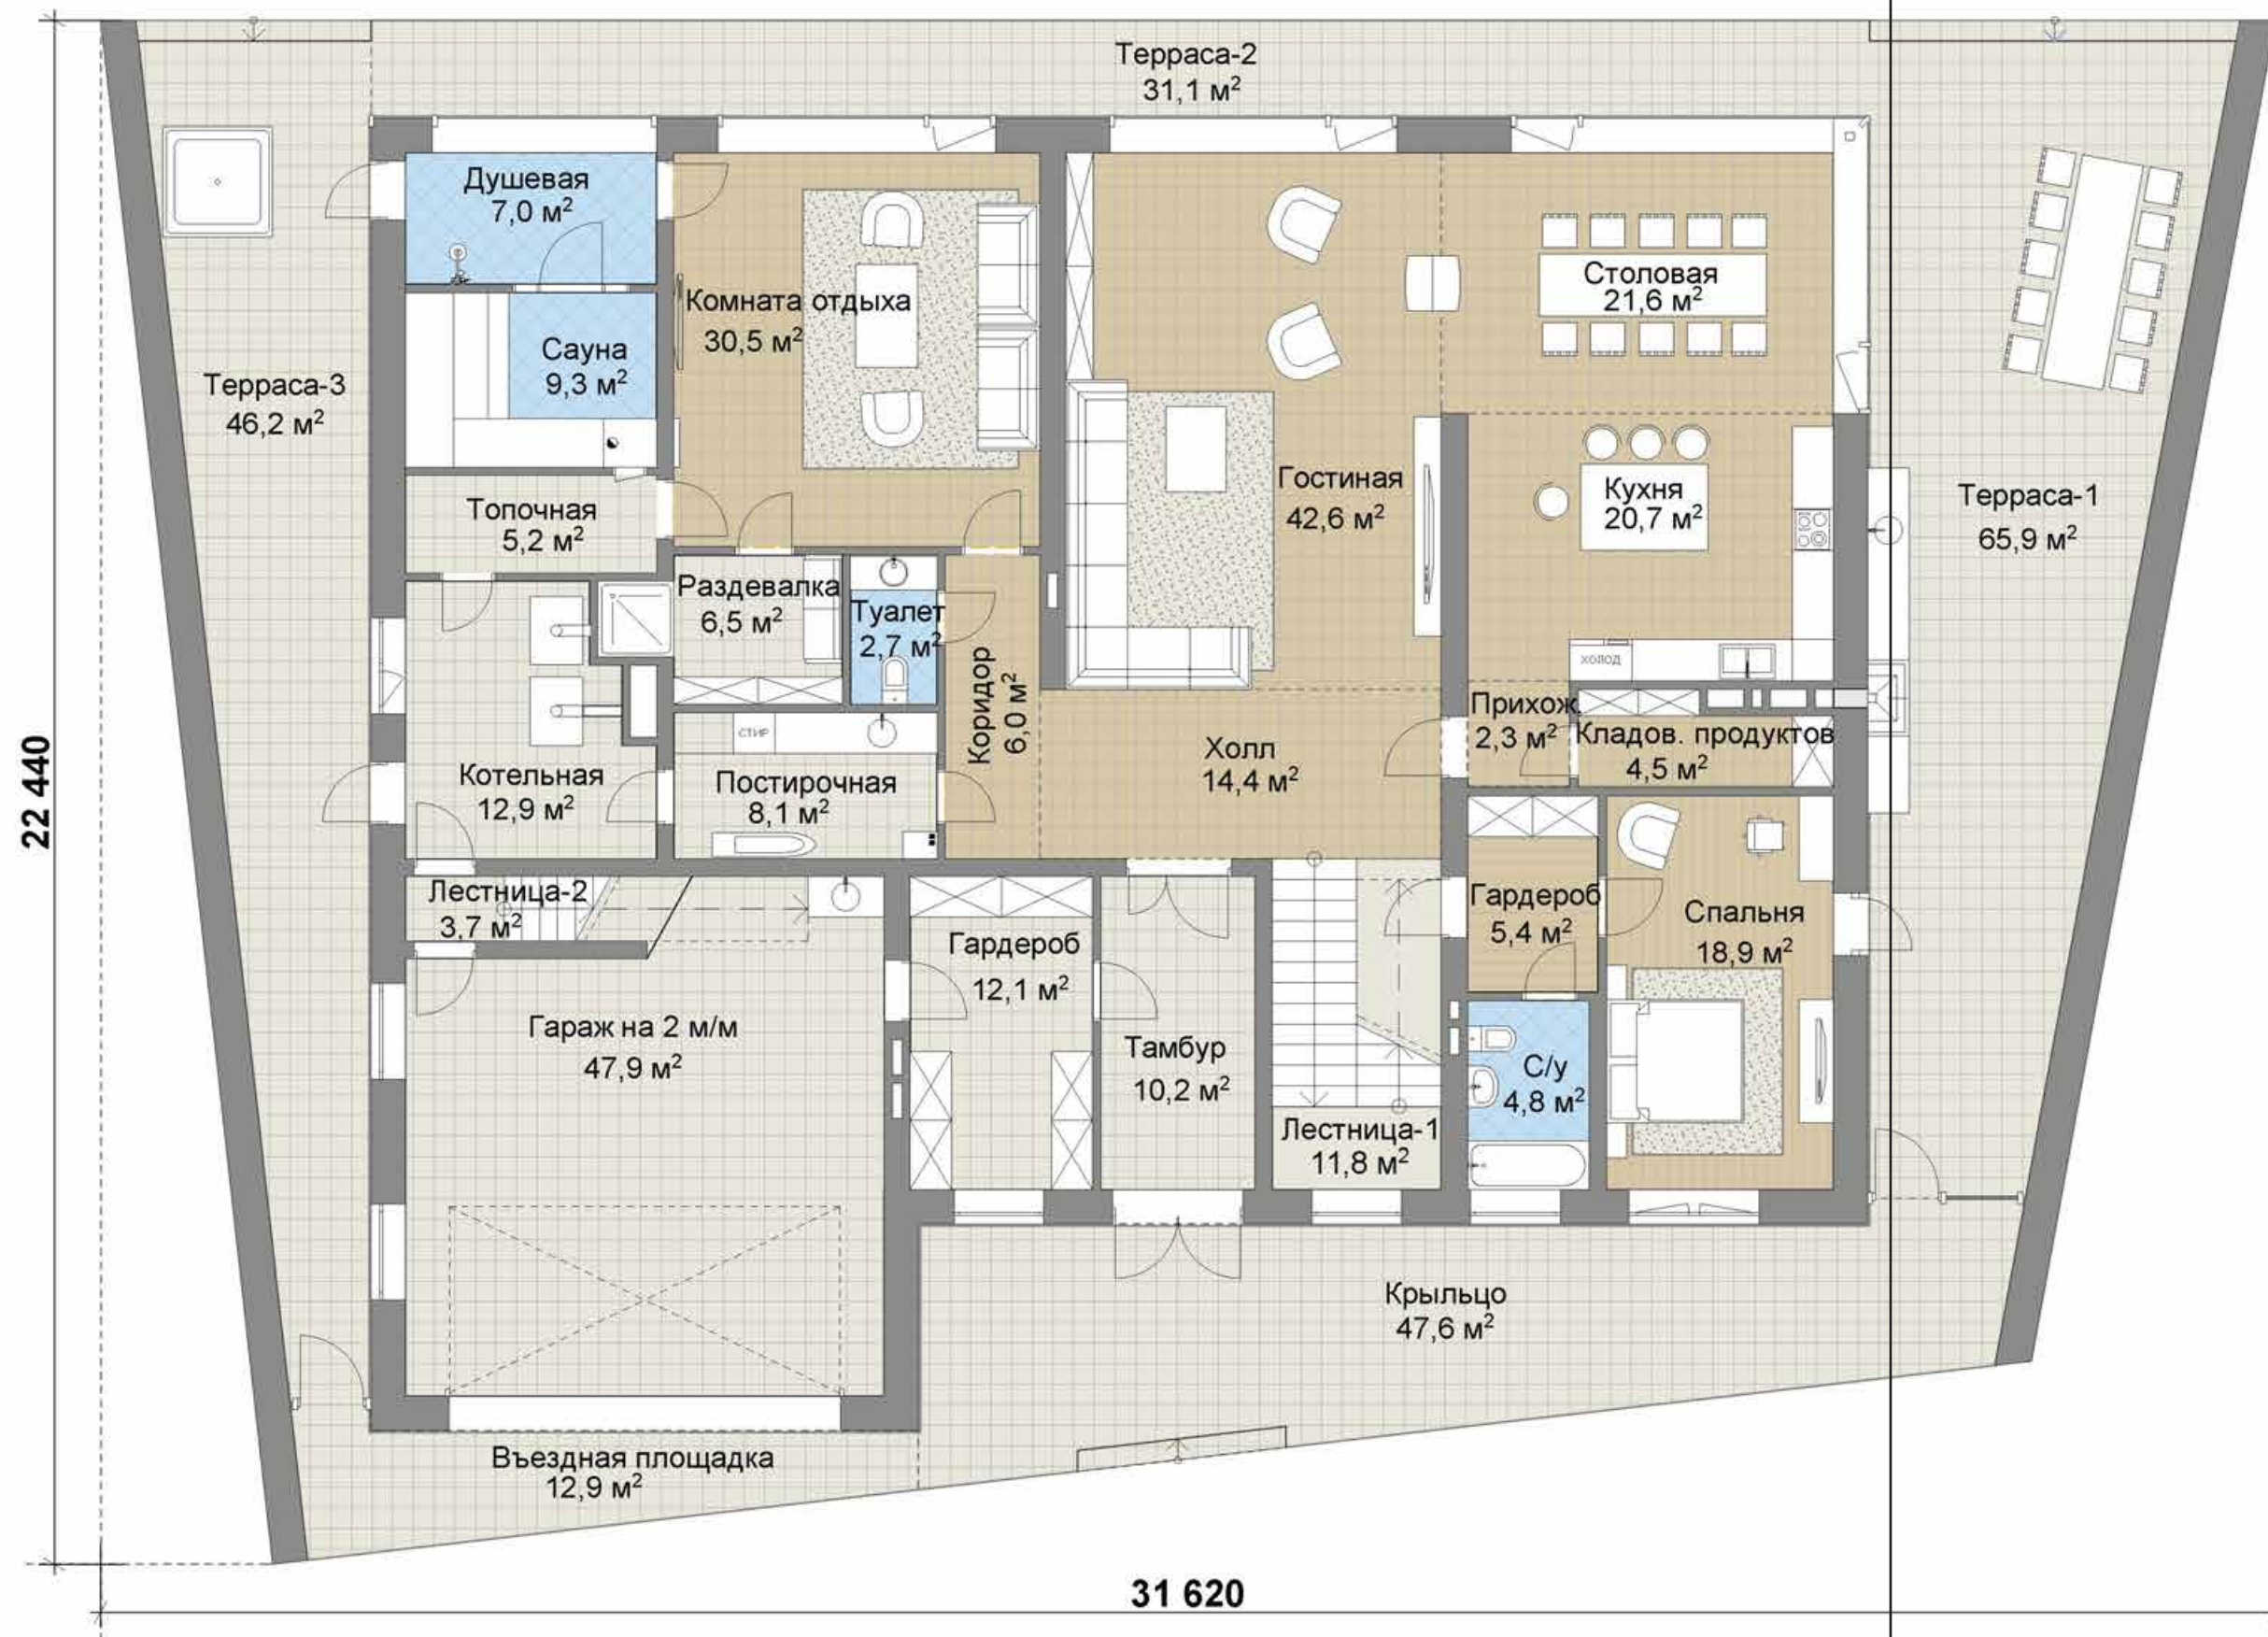 Терраса-2
31,1 м²
Душевая
7,0 м²
Комната отдыха
30,5 м²
Столовая
21,6 м²
Сауна
9,3 м²
Терраса-3
46,2 м²
Гостиная
42,6 м²
Кухня
20,7 м²
Терраса-1
65,9 м²
Топочная
5,2 м²
Раздевалка
6,5 м²
Туалет
2,7 м²
холод
Коридор
6,0 м²
Прихож.
2,3 м²
Кладов. продуктов
4,5 м²
стир
Холл
14,4 м²
Котельная
12,9 м²
Постирочная
8,1 м²
22 440
Лестница-2
3,7 м²
Гардероб
12,1 м²
Гардероб
5,4 м²
Спальня
18,9 м²
Гараж на 2 м/м
47,9 м²
Тамбур
10,2 м²
С/у
4,8 м²
Лестница-1
11,8 м²
Крыльцо
47,6 м²
Въездная площадка
12,9 м²
31 620